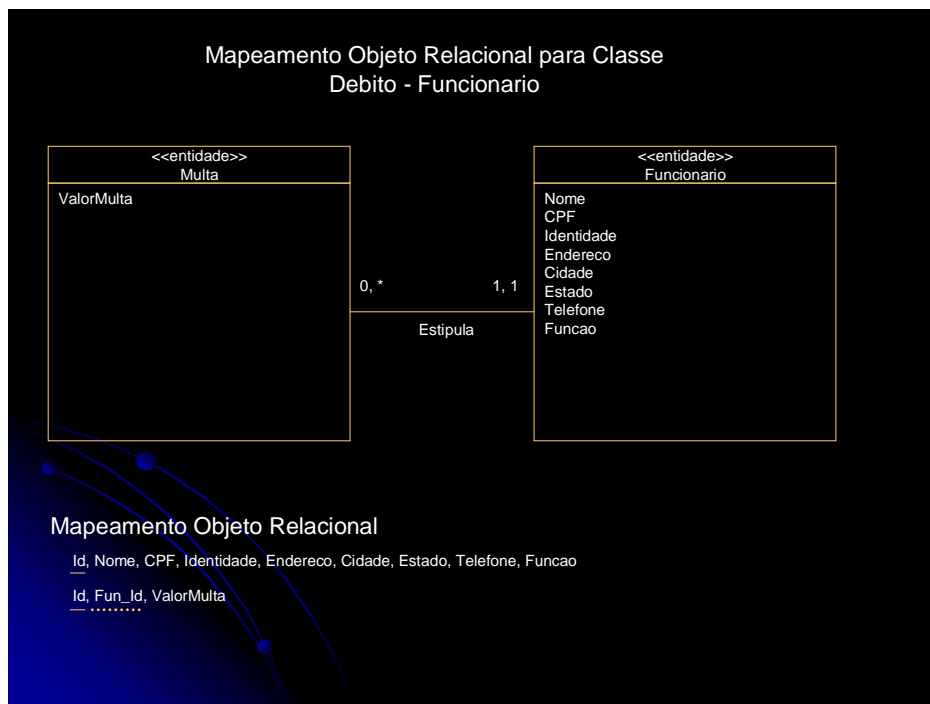 Mapeamento Objeto Relacional para Classe
Debito - Funcionario
<<entidade>>
Multa
ValorMulta
0, *
1, 1
Estipula
<<entidade>>
Funcionario
Nome
CPF
Identidade
Endereco
Cidade
Estado
Telefone
Funcao
Mapeamento Objeto Relacional
Id, Nome, CPF, Identidade, Endereco, Cidade, Estado, Telefone, Funcao
Id, Fun_Id, ValorMulta